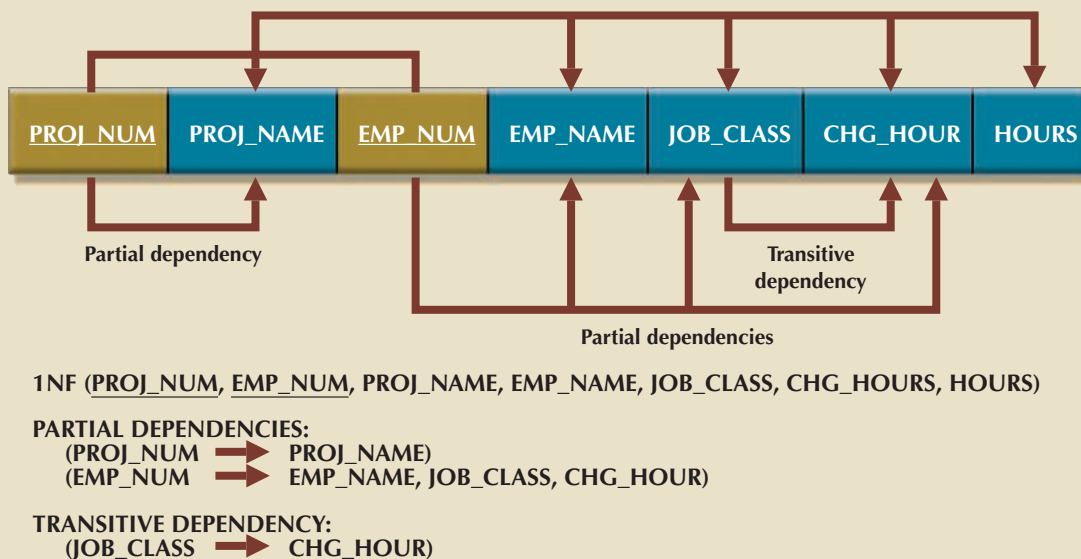 PROJ_NUM PROJ_NAME EMP_NUM EMP_NAME JOB_CLASS CHG_HOUR HOURS
Partial dependency
Transitive
dependency
Partial dependencies
1NF (PROJ_NUM, EMP_NUM, PROJ_NAME, EMP_NAME, JOB_CLASS, CHG_HOURS, HOURS)
PARTIAL DEPENDENCIES:
(PROJ_NUM PROJ_NAME)
(EMP_NUM EMP_NAME, JOB_CLASS, CHG_HOUR)
TRANSITIVE DEPENDENCY:
(JOB_CLASS CHG_HOUR)